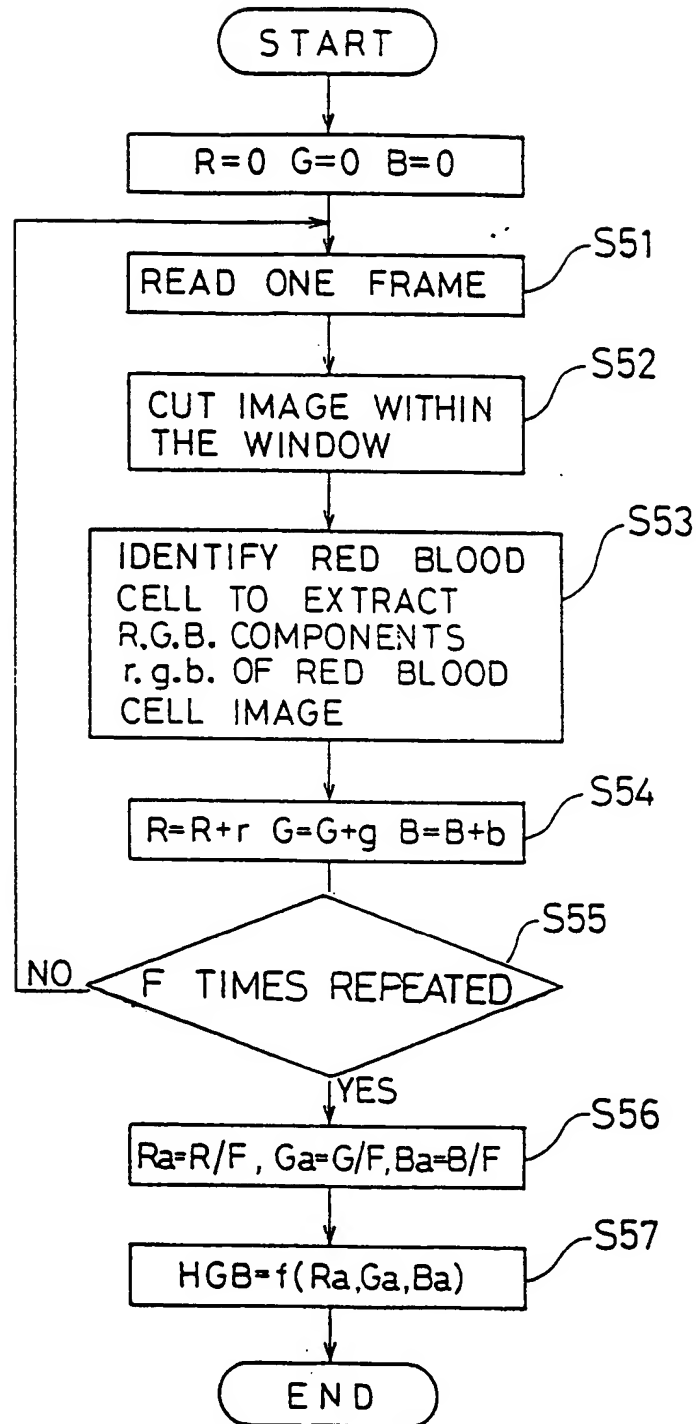 START
R=0 G=0 B=0
S51
READ ONE FRAME
S52
CUT IMAGE WITHIN
THE WINDOW
S53
IDENTIFY RED BLOOD
CELL TO EXTRACT
R.G.B. COMPONENTS
r.g.b. OF RED BLOOD
CELL IMAGE
S54
R=R+r G=G+g B=B+b
S55
NO
F TIMES REPEATED
YES
S56
Ra=R/F, Ga=G/F, Ba=B/F
S57
HGB=f(Ra,Ga,Ba)
END